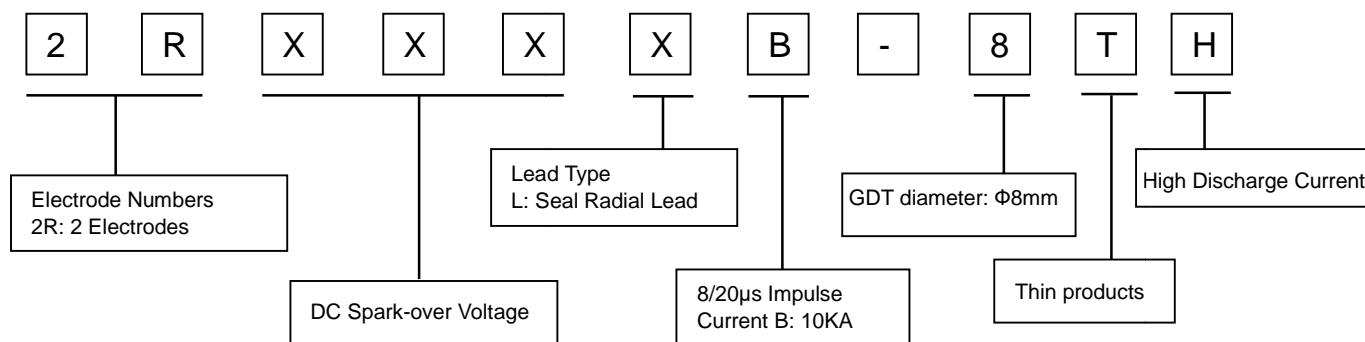 2 R X X X X B - 8 T H
Electrode Numbers
2R: 2 Electrodes
DC Spark-over Voltage
Lead Type
L: Seal Radial Lead
8/20μs Impulse
Current B: 10KA
GDT diameter: Φ8mm
Thin products
High Discharge Current